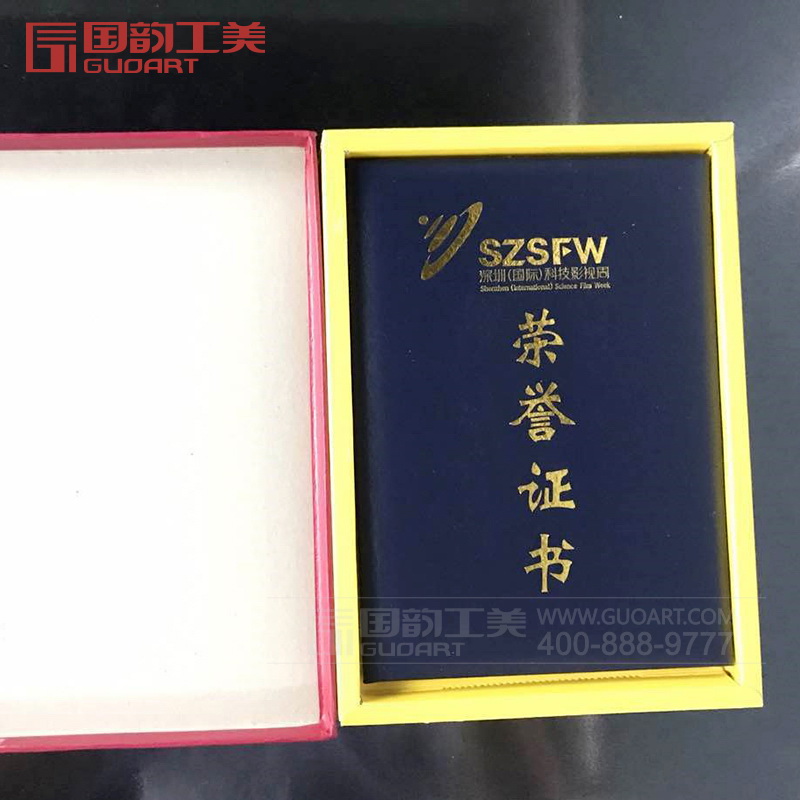 国韵工美
GUOART
SZSFW
深圳(国际)科技影视周
Shenzhen (International) Science Film Week
荣
誉
证
书
国韵工美
GUOART
WWW.GUOART.COM
400-888-9777